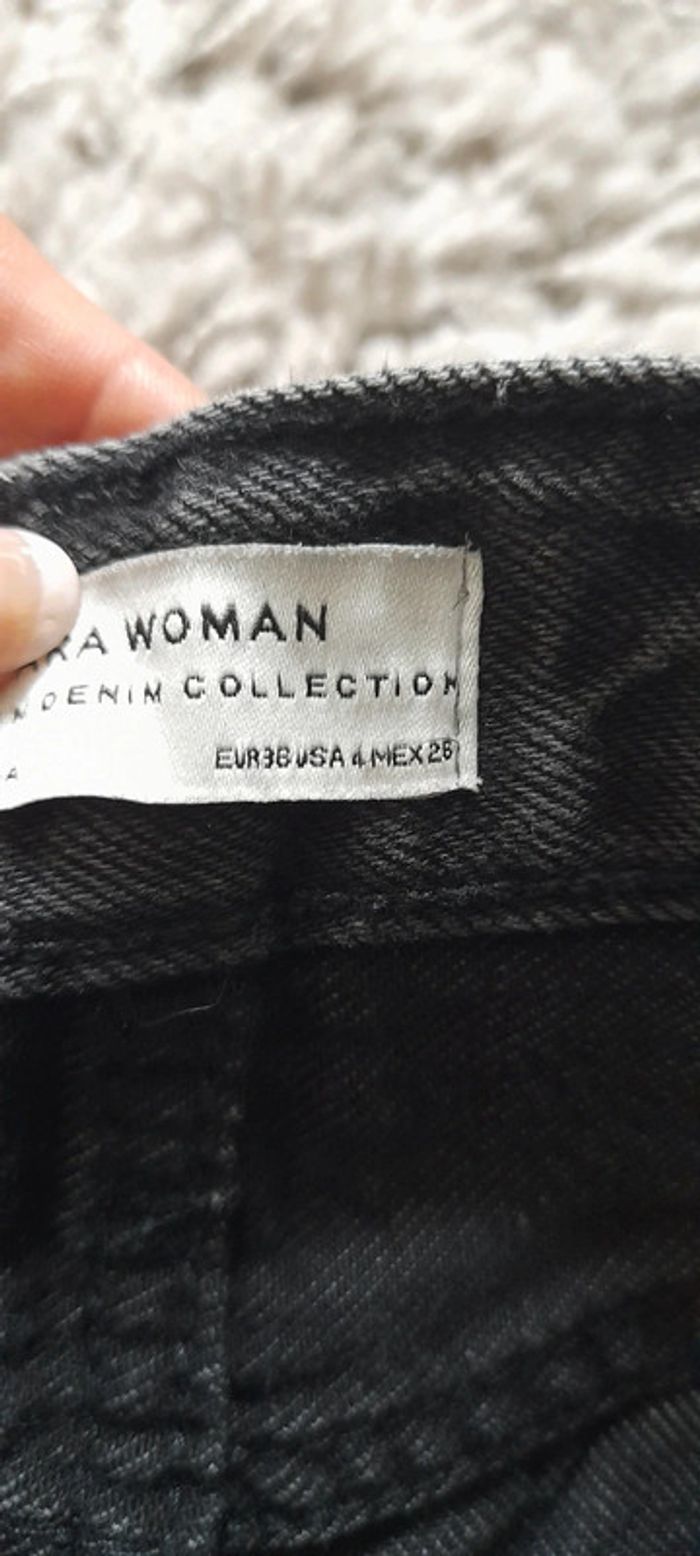 RA WOMAN
DENIM COLLECTION
EUR 36 USA 4 MEX 26
A